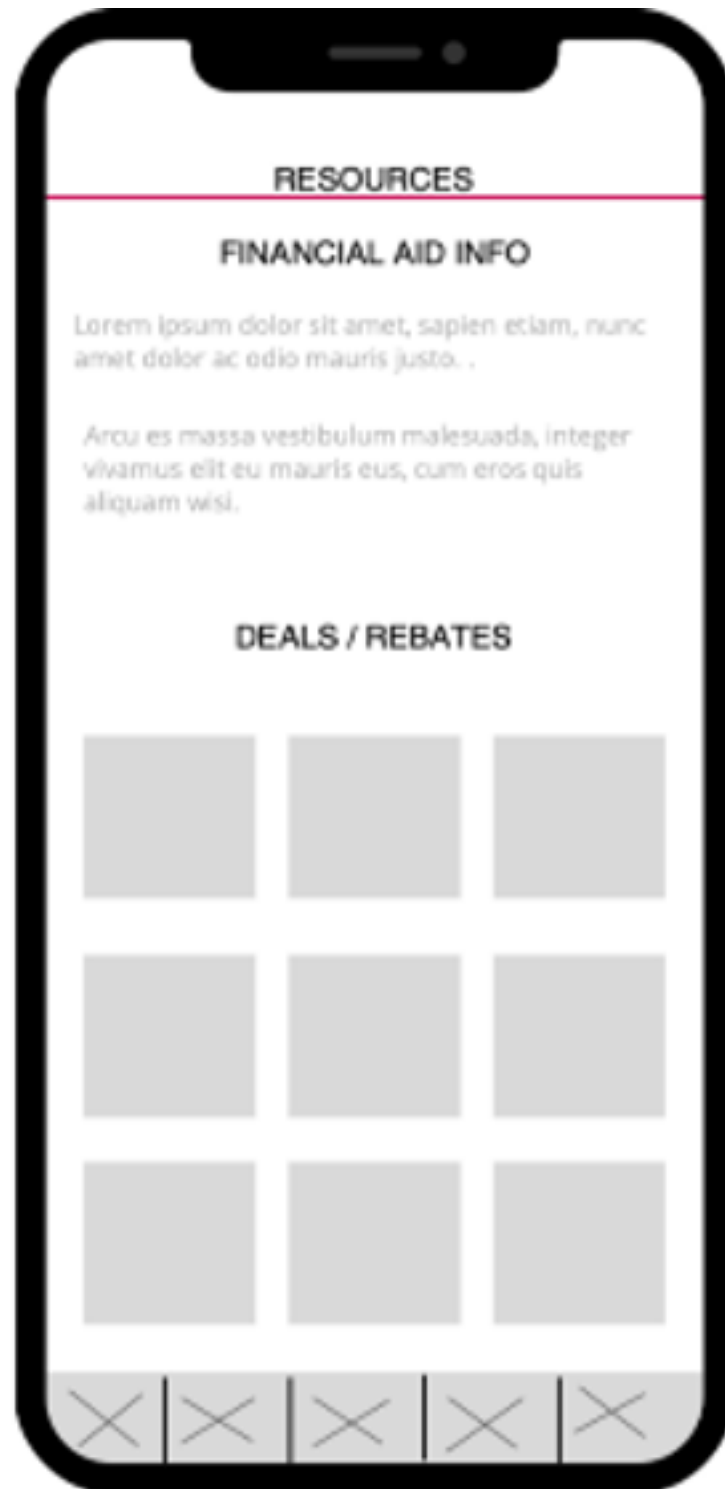 RESOURCES
FINANCIAL AID INFO
Lorem ipsum dolor sit amet, sapien etiam, nunc
amet dolor ac odio mauris justo. .
Arcu es massa vestibulum malesuada, integer
vivamus elit eu mauris eus, cum eros quis
aliquam wisi.
DEALS / REBATES